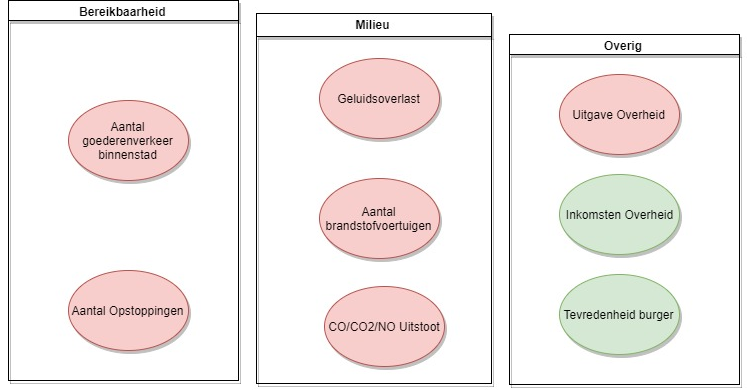 Bereikbaarheid
Aantal
goederenverkeer
binnenstad
Aantal Opstoppingen
Milieu
Geluidsoverlast
Aantal
brandstofvoertuigen
CO/CO2/NO Uitstoot
Overig
Uitgave Overheid
Inkomsten Overheid
Tevredenheid burger